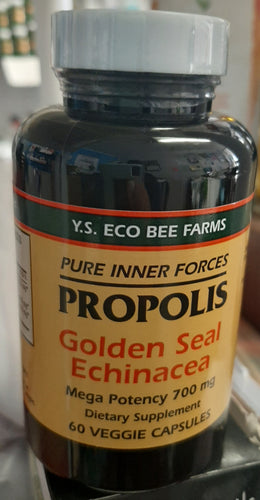 Y.S. ECO BEE FARMS
PURE INNER FORCES
PROPOLIS
Golden Seal
Echinacea
Mega Potency 700 mg
Dietary Supplement
60 VEGGIE CAPSULES